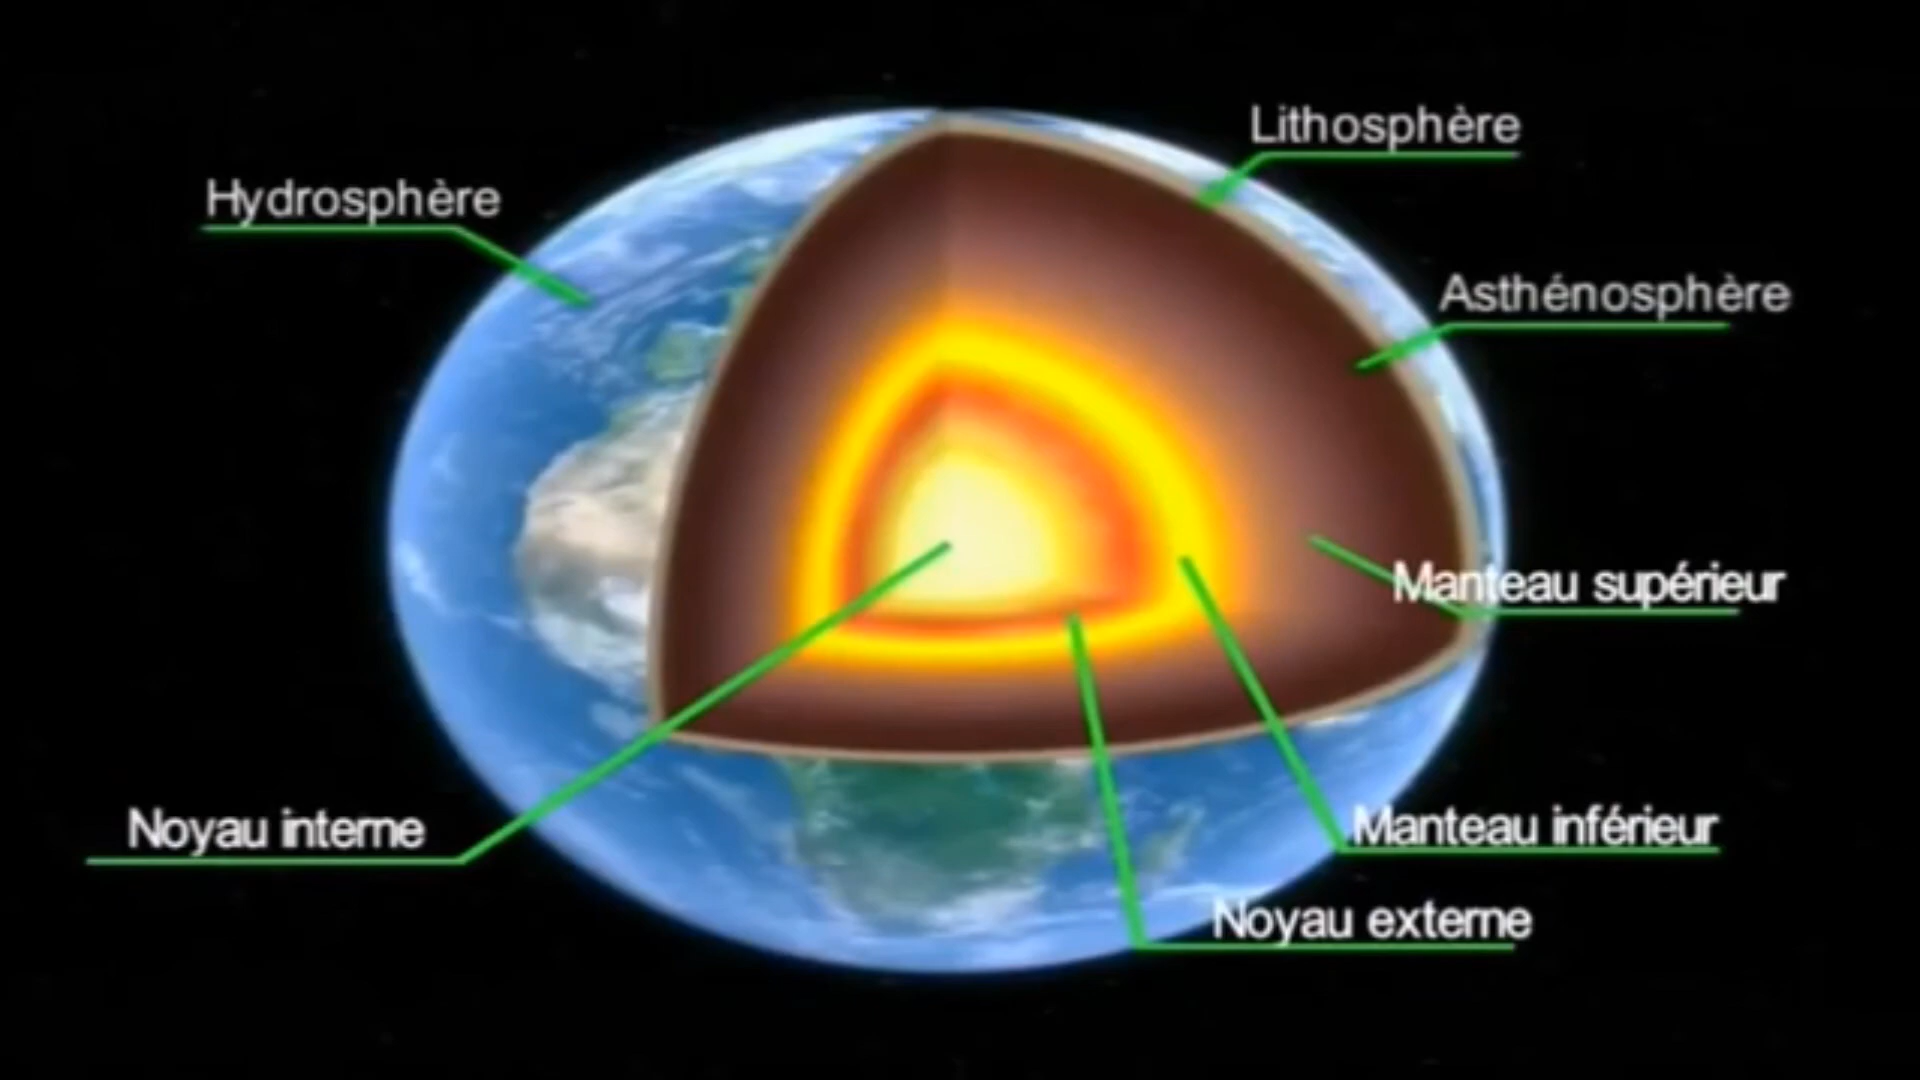 Lithosphère
Hydrosphère
Asthénosphère
Manteau supérieur
Noyau interne
Manteau inférieur
Noyau externe